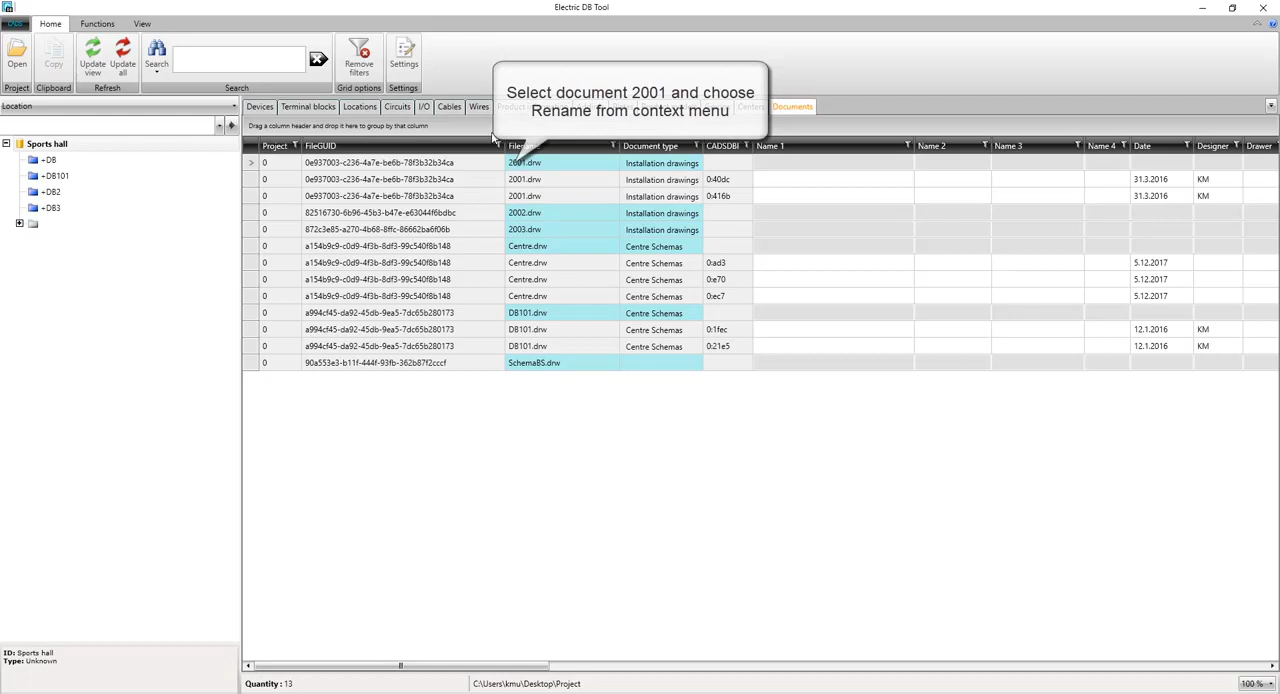 Electric DB Tool
CADS Home Functions View
Open Copy Update view Update all Search Remove filters Settings
Project Clipboard Refresh Search Grid options Settings
Select document 2001 and choose
Rename from context menu
Location
Devices Terminal blocks Locations Circuits I/O Cables Wires Documents
Drag a column header and drop it here to group by that column
Project FileGUID Filename Document type CADSDBI Name 1 Name 2 Name 3 Name 4 Date Designer Drawer
0 0e937003-c236-4a7e-be6b-78f3b32b34ca 2001.drw Installation drawings
0 0e937003-c236-4a7e-be6b-78f3b32b34ca 2001.drw Installation drawings 0:40dc 31.3.2016 KM
0 0e937003-c236-4a7e-be6b-78f3b32b34ca 2001.drw Installation drawings 0:416b 31.3.2016 KM
0 82516730-6b96-45b3-b47e-e63044f6bdbc 2002.drw Installation drawings
0 872c3e85-a270-4b68-8ffc-86662ba6f06b 2003.drw Installation drawings
0 a154b9c9-c0d9-4f3b-8df3-99c540f8b148 Centre.drw Centre Schemas
0 a154b9c9-c0d9-4f3b-8df3-99c540f8b148 Centre.drw Centre Schemas 0:ad3 5.12.2017
0 a154b9c9-c0d9-4f3b-8df3-99c540f8b148 Centre.drw Centre Schemas 0:e70 5.12.2017
0 a154b9c9-c0d9-4f3b-8df3-99c540f8b148 Centre.drw Centre Schemas 0:ec7 5.12.2017
0 a994cf45-da92-45db-9ea5-7dc65b280173 DB101.drw Centre Schemas
0 a994cf45-da92-45db-9ea5-7dc65b280173 DB101.drw Centre Schemas 0:1fec 12.1.2016 KM
0 a994cf45-da92-45db-9ea5-7dc65b280173 DB101.drw Centre Schemas 0:21e5 12.1.2016 KM
0 90a553e3-b11f-444f-93fb-362b87f2cccf SchemaBS.drw
Sports hall
+DB
+DB101
+DB2
+DB3
ID: Sports hall
Type: Unknown
Quantity : 13 C:\Users\kmu\Desktop\Project 100 %